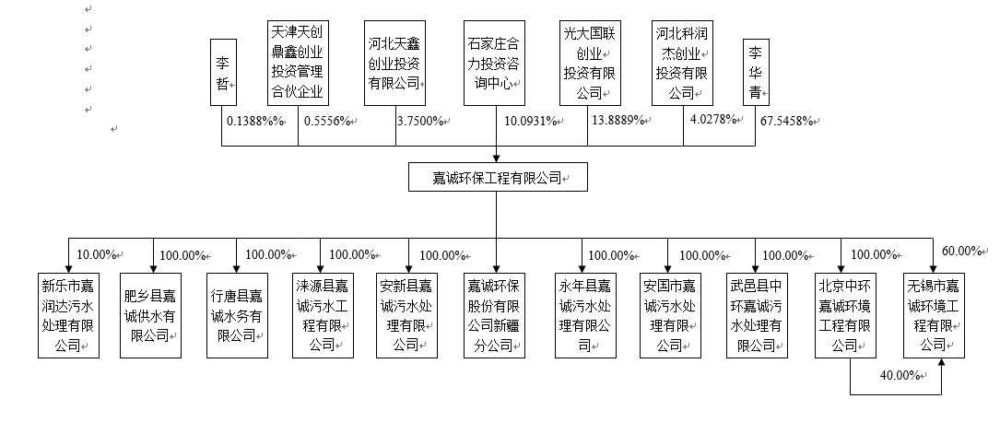 李
哲
天津天创
鼎鑫创业
投资管理
合伙企业
河北天鑫
创业投资
有限公司
石家庄合
力投资咨
询中心
光大国联
创业
投资有限
公司
河北科润
杰创业
投资有限
公司
李
华
青
0.1388%%
0.5556%
3.7500%
10.0931%
13.8889%
4.0278%
67.5458%
嘉诚环保工程有限公司
10.00%
100.00%
100.00%
100.00%
100.00%
100.00%
100.00%
100.00%
100.00%
60.00%
新乐市嘉
润达污水
处理有限
公司
肥乡县嘉
诚供水有
限公司
行唐县嘉
诚水务有
限公司
涞源县嘉
诚污水工
程有限
公司
安新县嘉
诚污水处
理有限
公司
嘉诚环保
股份有限
公司新疆
分公司
永年县嘉
诚污水处
理有限公
司
安国市嘉
诚污水处
理有限
公司
武邑县中
环嘉诚污
水处理有
限公司
北京中环
嘉诚环境
工程有限
公司
无锡市嘉
诚环境工
程有限
公司
40.00%